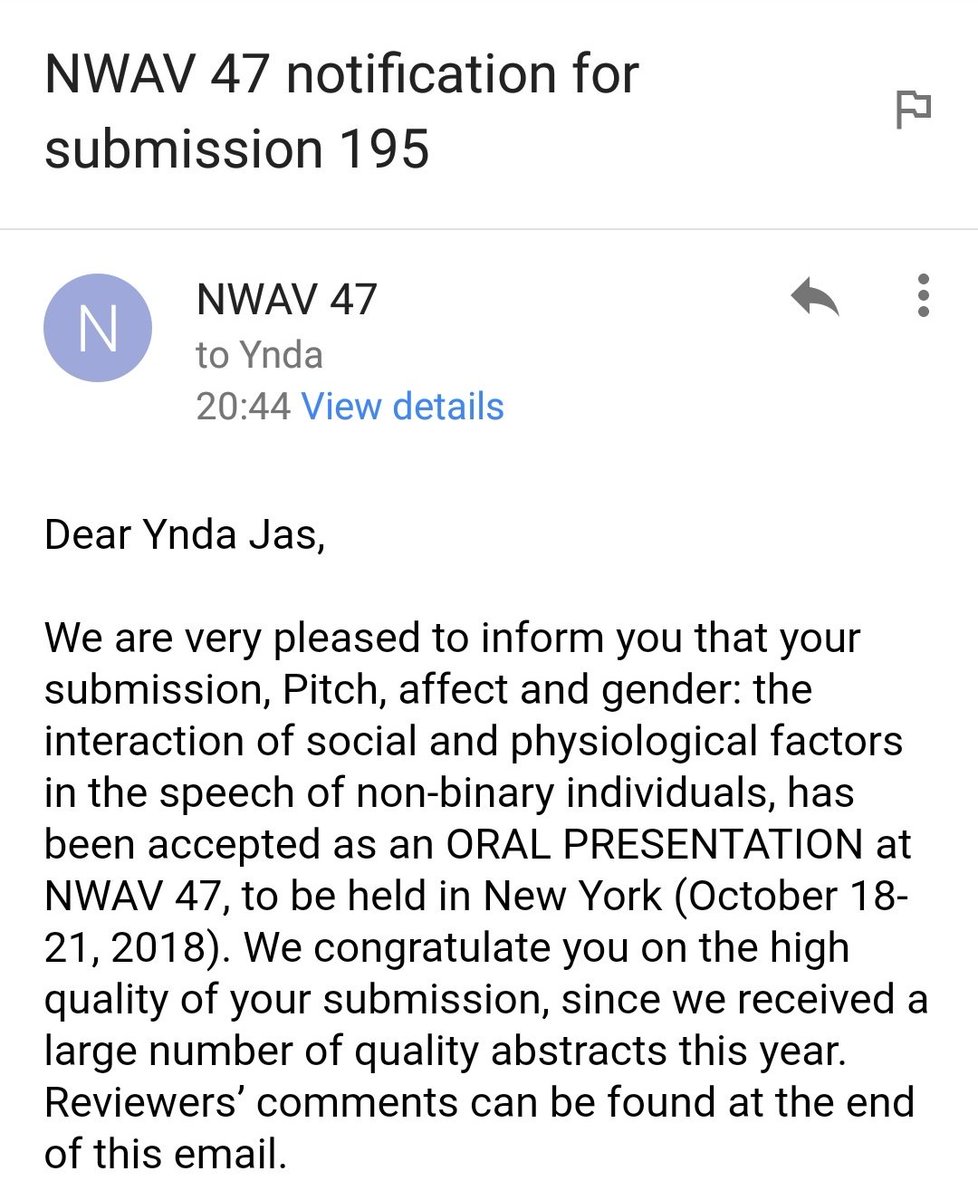 NWAV 47 notification for
submission 195
N
NWAV 47
to Ynda
20:44 View details
Dear Ynda Jas,
We are very pleased to inform you that your
submission, Pitch, affect and gender: the
interaction of social and physiological factors
in the speech of non-binary individuals, has
been accepted as an ORAL PRESENTATION at
NWAV 47, to be held in New York (October 18-
21, 2018). We congratulate you on the high
quality of your submission, since we received a
large number of quality abstracts this year.
Reviewers’ comments can be found at the end
of this email.